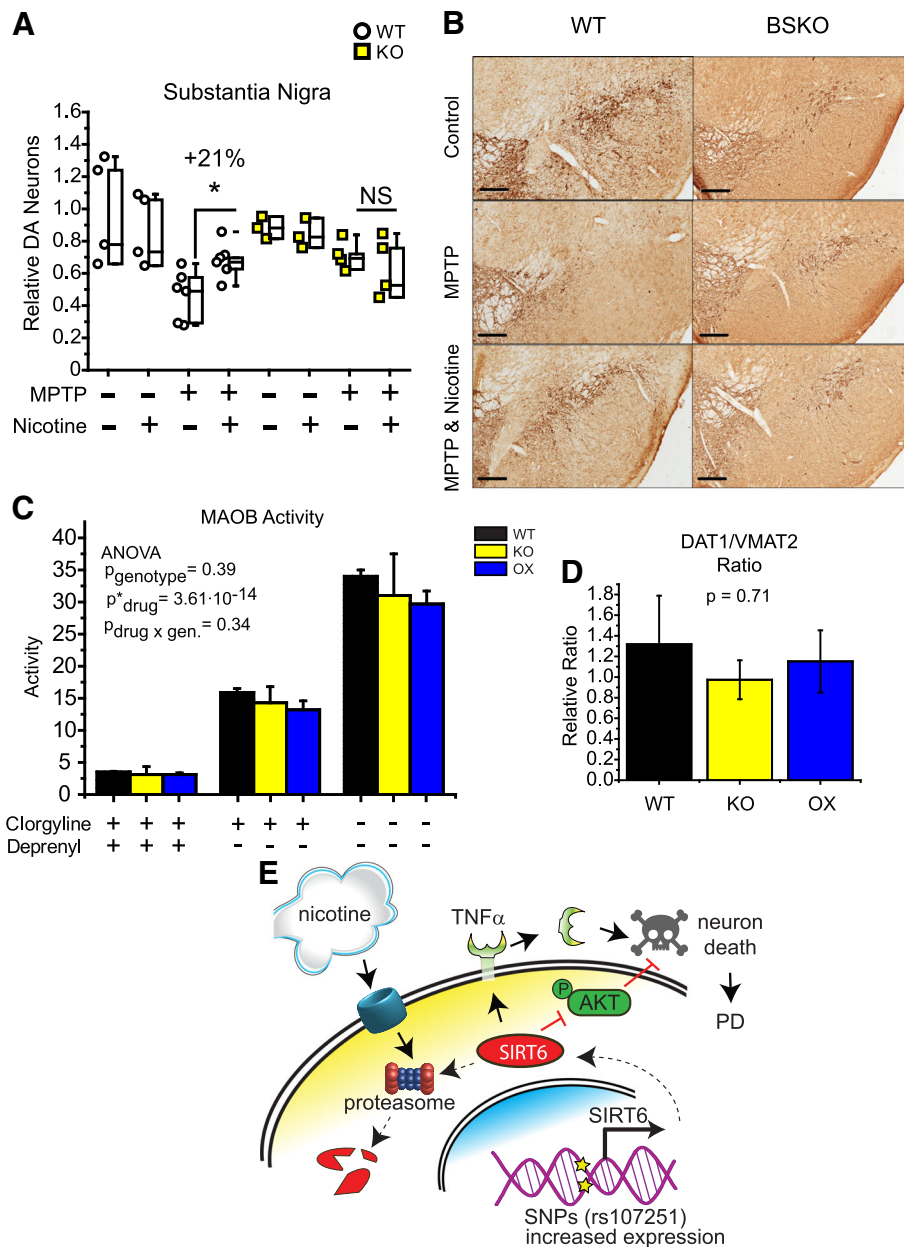 A
WT
KO
Substantia Nigra
Relative DA Neurons
1.6
1.4
1.2
1.0
0.8
0.6
0.4
0.2
0
+21%
*
NS
MPTP - - + + - - + +
Nicotine - + - + - + - +
B
WT
BSKO
Control
MPTP
MPTP & Nicotine
C
MAOB Activity
ANOVA
pgenotype = 0.39
p*drug = 3.61·10-14
pdrug x gen. = 0.34
WT
KO
OX
Activity
40
35
30
25
20
15
10
5
0
Clorgyline + + + + + + - - -
Deprenyl + + + - - - - - -
D
DAT1/VMAT2
Ratio
p = 0.71
Relative Ratio
1.8
1.6
1.4
1.2
1.0
0.8
0.6
0.4
0.2
0.0
WT KO OX
E
nicotine
TNFα
neuron
death
P
AKT
PD
SIRT6
proteasome
SIRT6
SNPs (rs107251)
increased expression